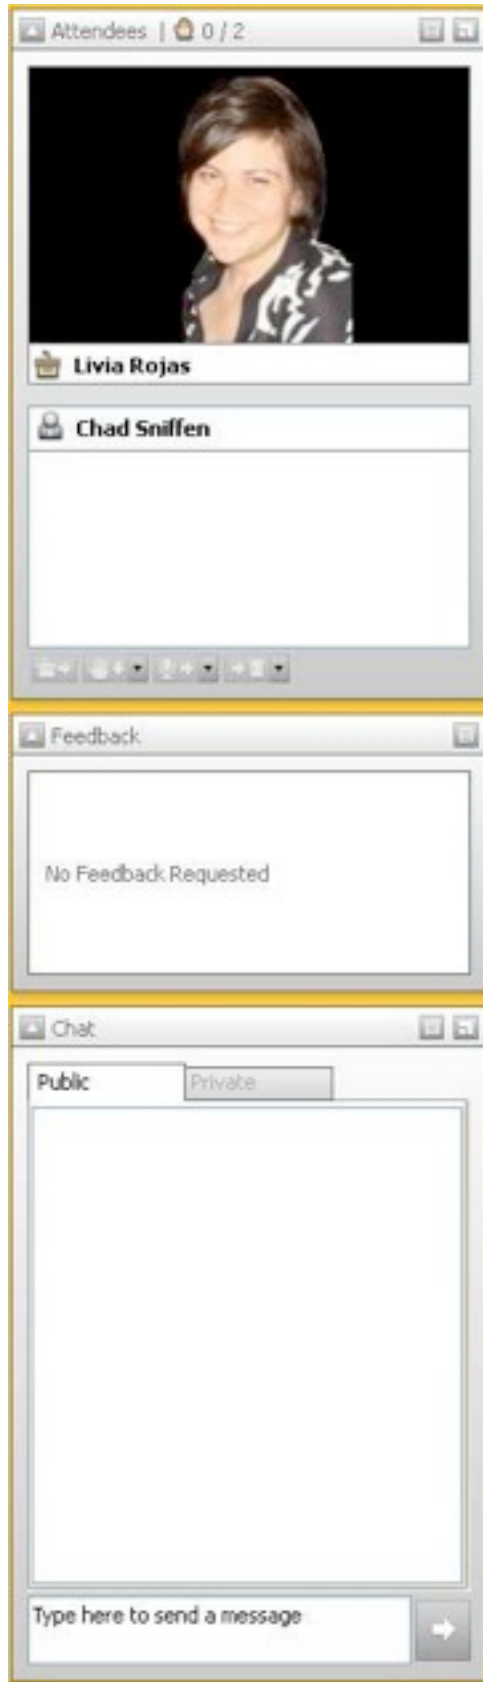 Attendees | 0 / 2
Livia Rojas
Chad Sniffen
Feedback
No Feedback Requested
Chat
Public Private
Type here to send a message